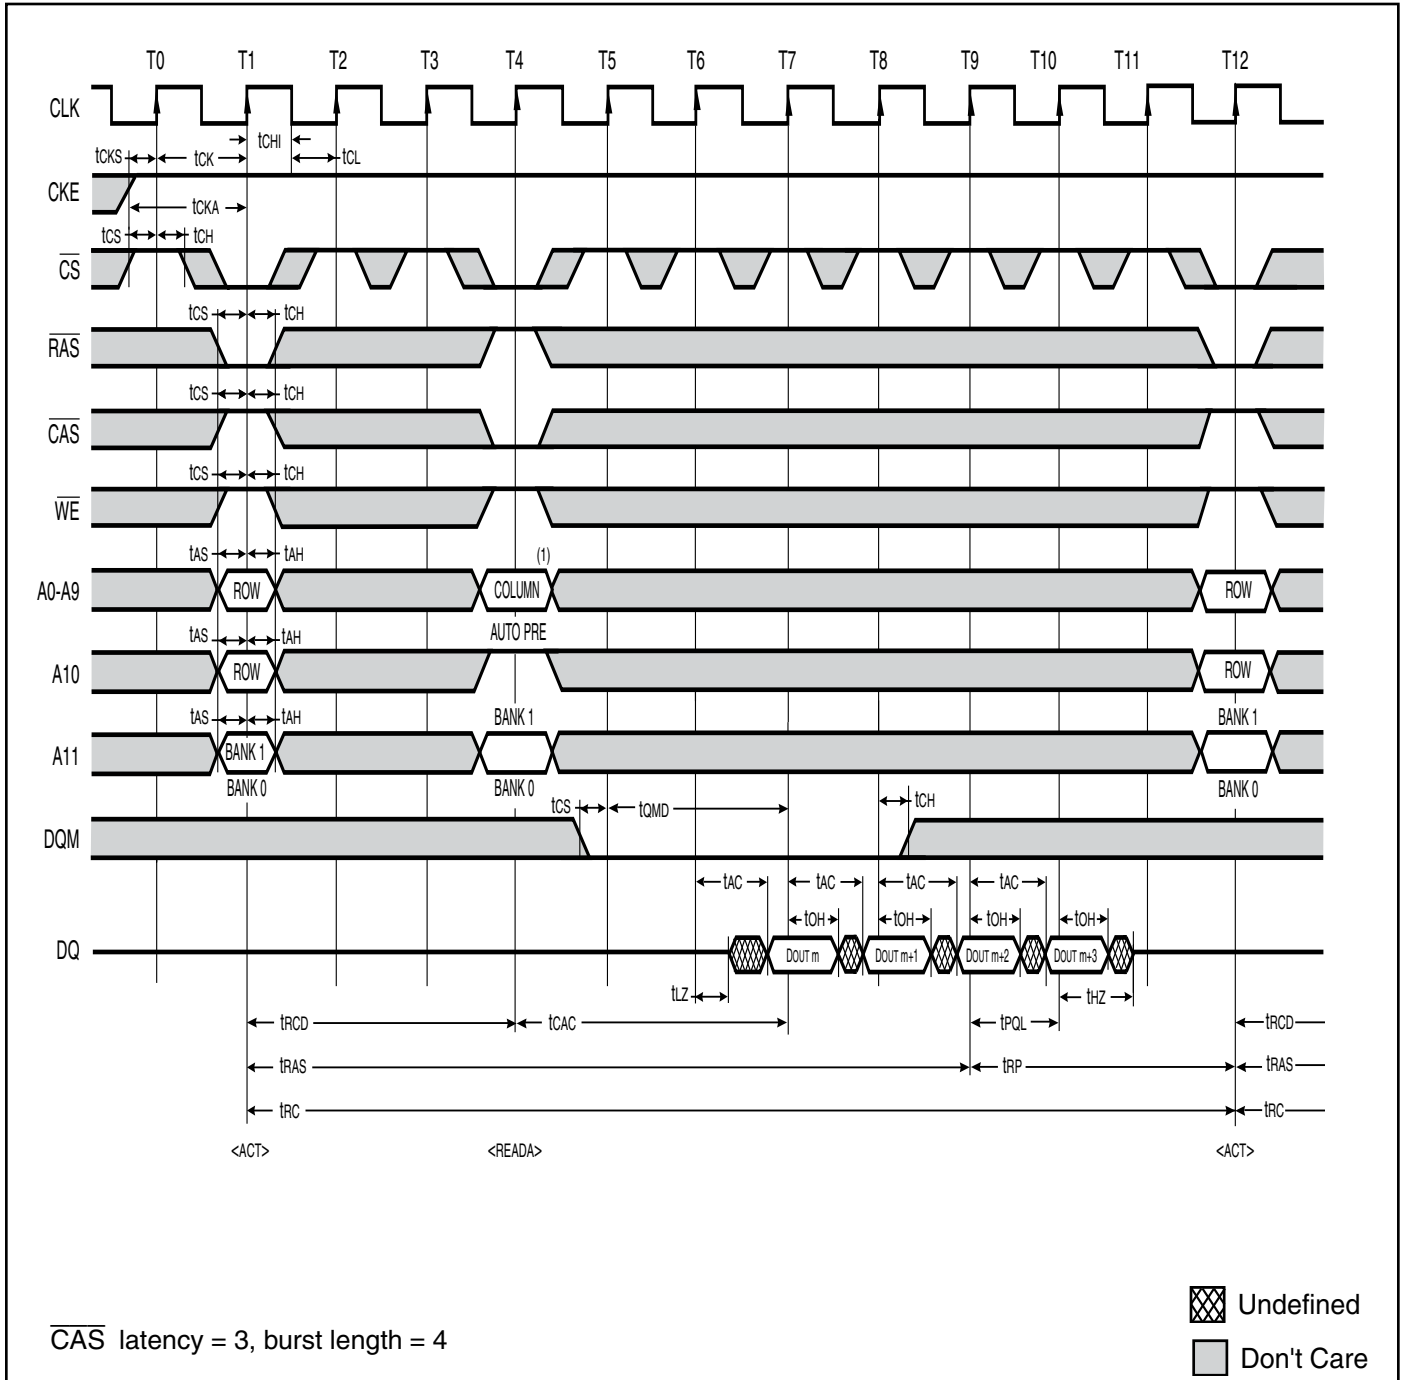 T0 T1 T2 T3 T4 T5 T6 T7 T8 T9 T10 T11 T12
CLK
tCHI
tCKS tCK tCL
CKE
tCKA
tCS tCH
CS
tCS tCH
RAS
tCS tCH
CAS
tCS tCH
WE
tAS tAH (1)
A0-A9 ROW COLUMN ROW
AUTO PRE
tAS tAH
A10 ROW ROW
tAS tAH BANK 1 BANK 1
A11 BANK 1
BANK 0 BANK 0 BANK 0
tCS tQMD tCH
DQM
tAC tAC tAC tAC
tOH tOH tOH tOH
DQ DOUT m DOUT m+1 DOUT m+2 DOUT m+3
tLZ tHZ
tRCD tCAC tPQL tRCD
tRAS tRP tRAS
tRC tRC
<ACT> <READA> <ACT>
Undefined
CAS latency = 3, burst length = 4
Don't Care